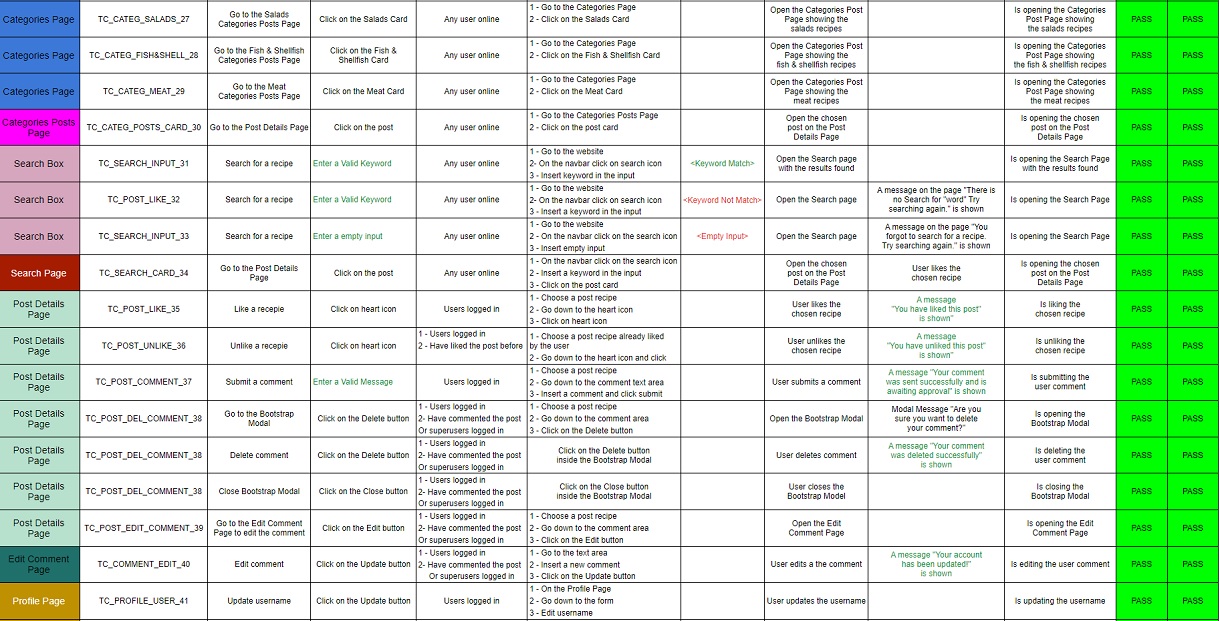 Categories Page
TC_CATEG_SALADS_27
Go to the Salads
Categories Posts Page
Click on the Salads Card
Any user online
1 - Go to the Categories Page
2 - Click on the Salads Card
Open the Categories Post
Page showing the
salads recipes
Is opening the Categories
Post Page showing
the salads recipes
PASS
PASS
Categories Page
TC_CATEG_FISH&SHELL_28
Go to the Fish & Shellfish
Categories Posts Page
Click on the Fish &
Shellfish Card
Any user online
1 - Go to the Categories Page
2 - Click on the Fish & Shellfish Card
Open the Categories Post
Page showing the
fish & shellfish recipes
Is opening the Categories
Post Page showing
the fish & shellfish recipes
PASS
PASS
Categories Page
TC_CATEG_MEAT_29
Go to the Meat
Categories Posts Page
Click on the Meat Card
Any user online
1 - Go to the Categories Page
2 - Click on the Meat Card
Open the Categories Post
Page showing the
meat recipes
Is opening the Categories
Post Page showing
the meat recipes
PASS
PASS
Categories Posts
Page
TC_CATEG_POSTS_CARD_30
Go to the Post Details Page
Click on the post
Any user online
1 - Go to the Categories Posts Page
2 - Click on the post card
Open the chosen
post on the Post
Details Page
Is opening the chosen
post on the Post
Details Page
PASS
PASS
Search Box
TC_SEARCH_INPUT_31
Search for a recipe
Enter a Valid Keyword
Any user online
1 - Go to the website
2- On the navbar click on search icon
3 - Insert keyword in the input
<Keyword Match>
Open the Search page
with the results found
Is opening the Search Page
with the results found
PASS
PASS
Search Box
TC_POST_LIKE_32
Search for a recipe
Enter a Valid Keyword
Any user online
1 - Go to the website
2- On the navbar click on search icon
3 - Insert a keyword in the input
<Keyword Not Match>
Open the Search page
A message on the page "There is
no Search for "word" Try
searching again." is shown
Is opening the Search Page
PASS
PASS
Search Box
TC_SEARCH_INPUT_33
Search for a recipe
Enter a empty input
Any user online
1 - Go to the website
2 - On the navbar click on the search icon
3 - Insert empty input
<Empty Input>
Open the Search page
A message on the page "You
forgot to search for a recipe.
Try searching again." is shown
Is opening the Search Page
PASS
PASS
Search Page
TC_SEARCH_CARD_34
Go to the Post Details
Page
Click on the post
Any user online
1 - On the navbar click on the search icon
2 - Insert a keyword in the input
3 - Click on the post card
Open the chosen
post on the Post
Details Page
User likes the
chosen recipe
Is opening the chosen
post on the Post
Details Page
PASS
PASS
Post Details
Page
TC_POST_LIKE_35
Like a recepie
Click on heart icon
Users logged in
1 - Choose a post recipe
2 - Go down to the heart icon
3 - Click on heart icon
User likes the
chosen recipe
A message
"You have liked this post"
is shown"
Is liking the
chosen recipe
PASS
PASS
Post Details
Page
TC_POST_UNLIKE_36
Unlike a recepie
Click on heart icon
1 - Users logged in
2 - Have liked the post before
1 - Choose a post recipe already liked
by the user
2 - Go down to the heart icon and click
User unlikes the
chosen recipe
A message
"You have unliked this post"
is shown"
Is unliking the
chosen recipe
PASS
PASS
Post Details
Page
TC_POST_COMMENT_37
Submit a comment
Enter a Valid Message
Users logged in
1 - Choose a post recipe
2 - Go down to the comment text area
3 - Insert a comment and click submit
User submits a comment
A message "Your comment
was sent successfully and is
awaiting approval" is shown
Is submitting the
user comment
PASS
PASS
Post Details
Page
TC_POST_DEL_COMMENT_38
Go to the Bootstrap
Modal
Click on the Delete button
1 - Users logged in
2- Have commented the post
Or superusers logged in
1 - Choose a post recipe
2 - Go down to the comment area
3 - Click on the Delete button
Open the Bootstrap Modal
Modal Message "Are you
sure you want to delete
your comment?"
Is opening the
Bootstrap Modal
PASS
PASS
Post Details
Page
TC_POST_DEL_COMMENT_38
Delete comment
Click on the Delete button
1 - Users logged in
2- Have commented the post
Or superusers logged in
Click on the Delete button
inside the Bootstrap Modal
User deletes comment
A message "Your comment
was deleted successfully"
is shown
Is deleting the
user comment
PASS
PASS
Post Details
Page
TC_POST_DEL_COMMENT_38
Close Bootstrap Modal
Click on the Close button
1 - Users logged in
2- Have commented the post
Or superusers logged in
Click on the Close button
inside the Bootstrap Modal
User closes the
Bootstrap Model
Is closing the
Bootstrap Modal
PASS
PASS
Post Details
Page
TC_POST_EDIT_COMMENT_39
Go to the Edit Comment
Page to edit the comment
Click on the Edit button
1 - Users logged in
2- Have commented the post
Or superusers logged in
1 - Choose a post recipe
2 - Go down to the comment area
3 - Click on the Edit button
Open the Edit
Comment Page
Is opening the Edit
Comment Page
PASS
PASS
Edit Comment
Page
TC_COMMENT_EDIT_40
Edit comment
Click on the Update button
1 - Users logged in
2- Have commented the post
Or superusers logged in
1 - Go to the text area
2 - Insert a new comment
3 - Click on the Update button
User edits a the comment
A message "Your account
has been updated!"
is shown
Is editing the user comment
PASS
PASS
Profile Page
TC_PROFILE_USER_41
Update username
Click on the Update button
Users logged in
1 - On the Profile Page
2 - Go down to the form
3 - Edit username
User updates the username
Is updating the username
PASS
PASS